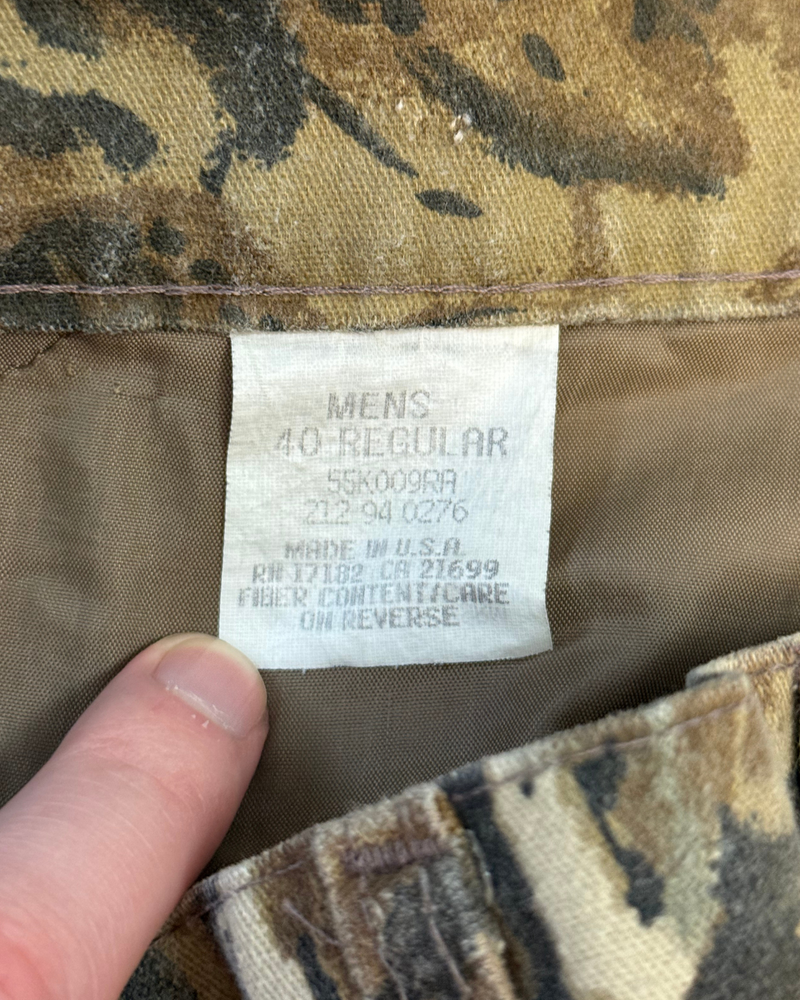 MENS
40 REGULAR
55K009RA
212 94 0276
MADE IN U.S.A.
RN 17182 CA 21699
FIBER CONTENT/CARE
ON REVERSE